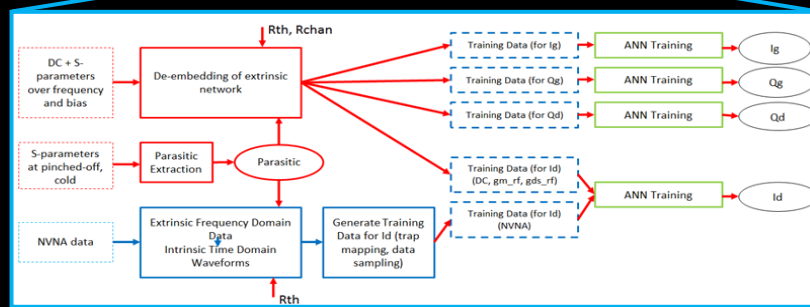 Rth, Rchan
DC + S-
parameters
over frequency
and bias
De-embedding of extrinsic
network
Training Data (for Ig)
ANN Training
Ig
Training Data (for Qg)
ANN Training
Qg
Training Data (for Qd)
ANN Training
Qd
S-parameters
at pinched-off,
cold
Parasitic
Extraction
Parasitic
Training Data (for Id)
(DC, gm_rf, gds_rf)
ANN Training
Id
NVNA data
Extrinsic Frequency Domain
Data
Intrinsic Time Domain
Waveforms
Generate Training
Data for Id (trap
mapping, data
sampling)
Training Data (for Id)
(NVNA)
Rth